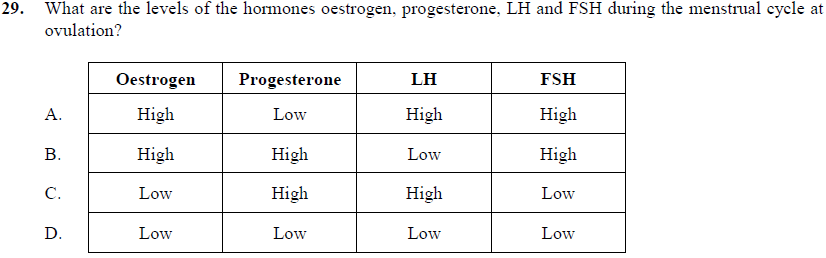 29. What are the levels of the hormones oestrogen, progesterone, LH and FSH during the menstrual cycle at
ovulation?
Oestrogen Progesterone LH FSH
A. High Low High High
B. High High Low High
C. Low High High Low
D. Low Low Low Low